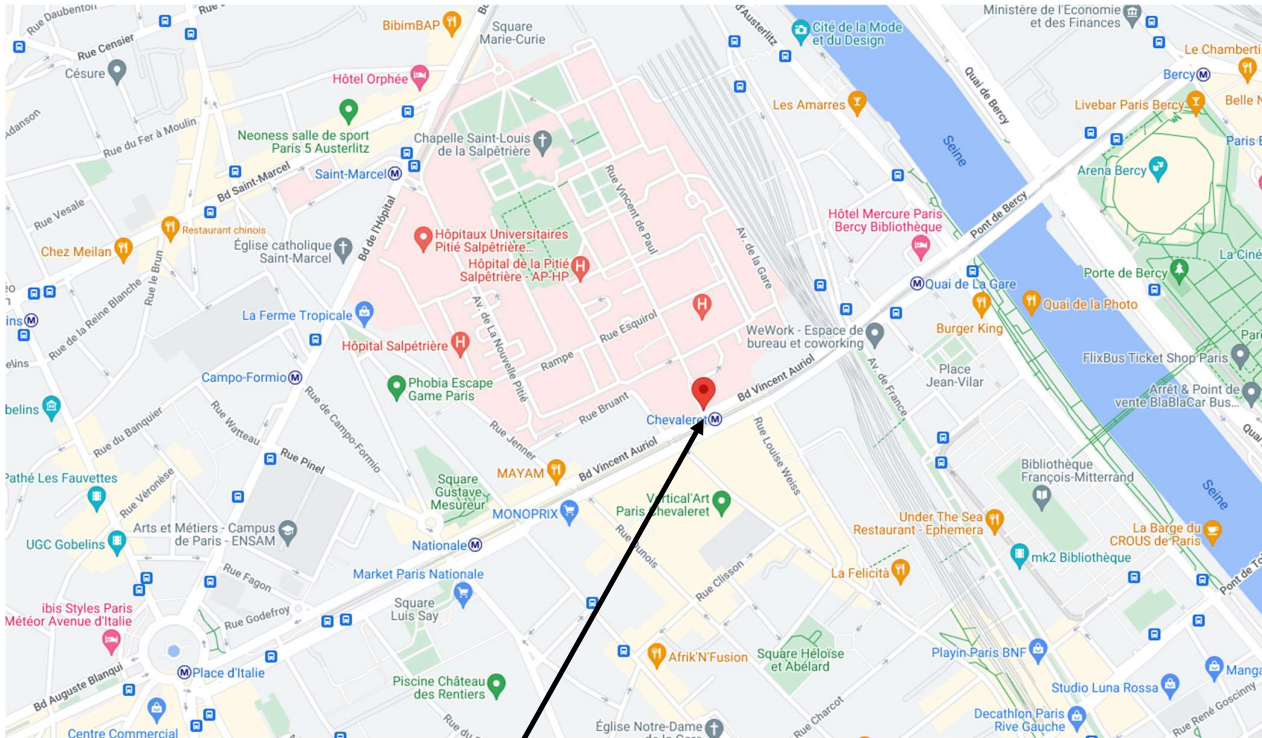 Rue Daubenton
Rue Censier
Césure
BibimBAP
Square
Marie-Curie
Hôtel Orphée
d'Austerlitz
Cité de la Mode
et du Design
Ministère de l'Economie
et des Finances
Le Chamberti
Bercy
Belle
Livebar Paris Bercy
Quai de Bercy
Les Amarres
Seine
Adanson
Rue du Fer à Moulin
Neoness salle de sport
Paris 5 Austerlitz
Chapelle Saint-Louis
de la Salpêtrière
Saint-Marcel
Bd Saint-Marcel
Rue Vincent de Paul
Arena Bercy
Rue Vesale
Restaurant chinois
Chez Meilan
Église catholique
Saint-Marcel
Bd de l'Hôpital
Hôpitaux Universitaires
Pitié Salpêtrière...
Hôpital de la Pitié
Salpêtrière - AP-HP
Av. de la Gare
Hôtel Mercure Paris
Bercy Bibliothèque
Pont de Bercy
La Ciné
Porte de Bercy
Quai de La Gare
Quai de la Photo
Burger King
Rue le Brun
Rue de la Reine Blanche
La Ferme Tropicale
Av. de La Nouvelle Pitié
Rue Esquirol
Rampe
Hôpital Salpêtrière
WeWork - Espace de
bureau et coworking
FlixBus Ticket Shop Paris
Place
Jean-Vilar
Arrêt & Point de
vente BlaBlaCar Bus...
Av. de France
Campo-Formio
Phobia Escape
Game Paris
Bd Vincent Auriol
Chevaleret
Rue Bruant
Rue Jenner
Rue de Campo-Formio
Rue du Banquier
Rue Watteau
Rue Pinel
Rue Louise Weiss
Bd Vincent Auriol
MAYAM
Square
Gustave
Mesureur
MONOPRIX
Vertical'Art
Paris Chevaleret
Bibliothèque
François-Mitterrand
Seine
Pathé Les Fauvettes
Rue Véronèse
Arts et Métiers - Campus
de Paris - ENSAM
UGC Gobelins
Under The Sea
Restaurant - Ephemera
La Barge du
CROUS de Paris
mk2 Bibliothèque
Nationale
Rue Dunois
Rue Clisson
La Felicità
Rue Fagon
Market Paris Nationale
Square
Luis Say
Rue Godefroy
ibis Styles Paris
Météor Avenue d'Italie
Place d'Italie
Bd Auguste Blanqui
Afrik'N'Fusion
Square Héloïse
et Abélard
Playin Paris BNF
Studio Luna Rossa
Manga
Piscine Château
des Rentiers
Rue Charcot
Decathlon Paris
Rive Gauche
Rue René Goscinny
Centre Commercial
Église Notre-Dame